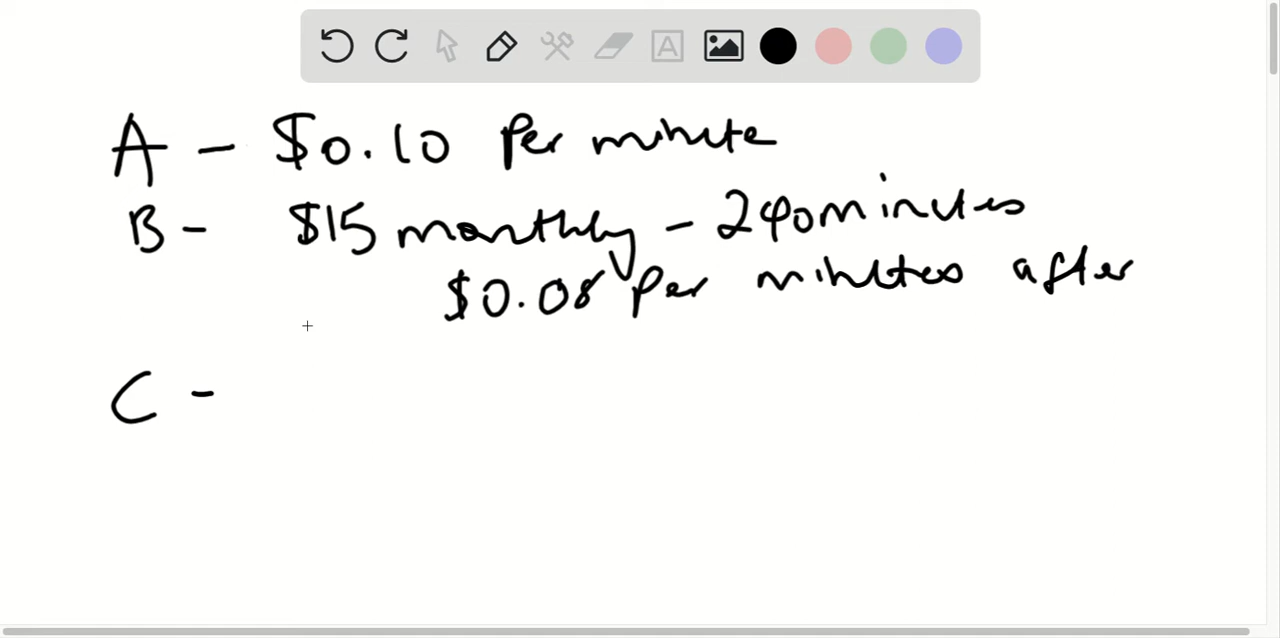 A - $0.10 Per minute
B - $15 monthly - 240 minutes
$0.08 Per minutes after
C -